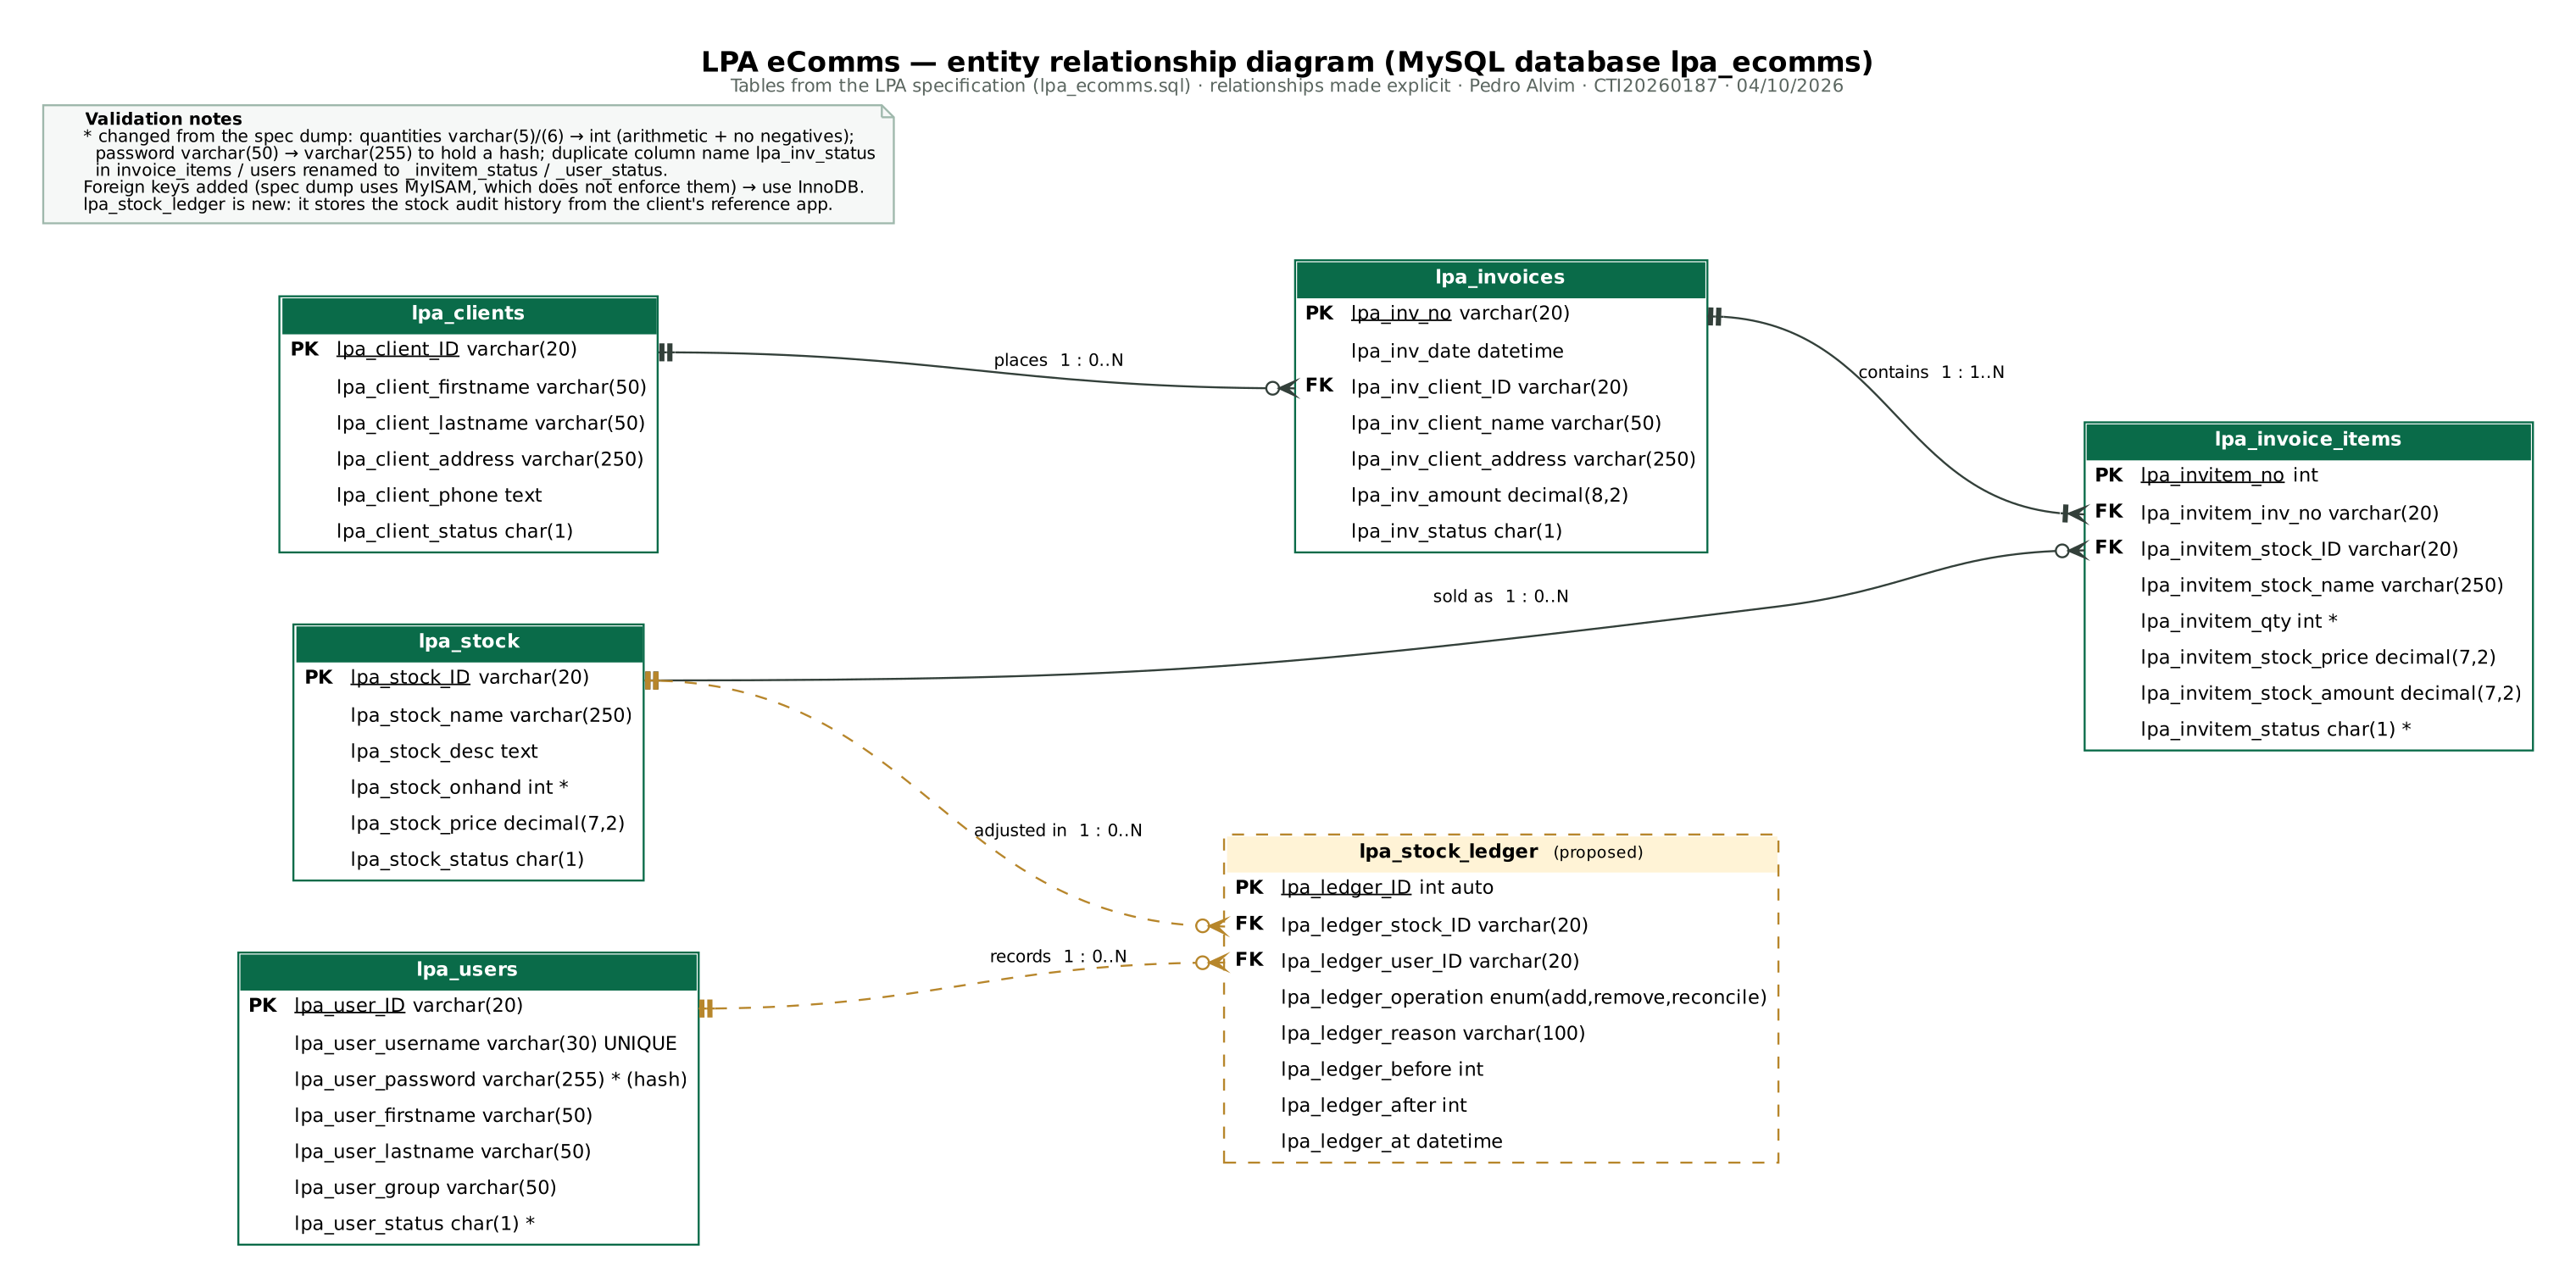 LPA eComms — entity relationship diagram (MySQL database lpa_ecomms)
Tables from the LPA specification (lpa_ecomms.sql) · relationships made explicit · Pedro Alvim · CTI20260187 · 04/10/2026
Validation notes
* changed from the spec dump: quantities varchar(5)/(6) → int (arithmetic + no negatives);
password varchar(50) → varchar(255) to hold a hash; duplicate column name lpa_inv_status
in invoice_items / users renamed to _invitem_status / _user_status.
Foreign keys added (spec dump uses MyISAM, which does not enforce them) → use InnoDB.
lpa_stock_ledger is new: it stores the stock audit history from the client's reference app.
lpa_clients
PK lpa_client_ID varchar(20)
lpa_client_firstname varchar(50)
lpa_client_lastname varchar(50)
lpa_client_address varchar(250)
lpa_client_phone text
lpa_client_status char(1)
places 1 : 0..N
lpa_invoices
PK lpa_inv_no varchar(20)
lpa_inv_date datetime
FK lpa_inv_client_ID varchar(20)
lpa_inv_client_name varchar(50)
lpa_inv_client_address varchar(250)
lpa_inv_amount decimal(8,2)
lpa_inv_status char(1)
contains 1 : 1..N
lpa_invoice_items
PK lpa_invitem_no int
FK lpa_invitem_inv_no varchar(20)
FK lpa_invitem_stock_ID varchar(20)
lpa_invitem_stock_name varchar(250)
lpa_invitem_qty int *
lpa_invitem_stock_price decimal(7,2)
lpa_invitem_stock_amount decimal(7,2)
lpa_invitem_status char(1) *
sold as 1 : 0..N
lpa_stock
PK lpa_stock_ID varchar(20)
lpa_stock_name varchar(250)
lpa_stock_desc text
lpa_stock_onhand int *
lpa_stock_price decimal(7,2)
lpa_stock_status char(1)
adjusted in 1 : 0..N
lpa_stock_ledger (proposed)
PK lpa_ledger_ID int auto
FK lpa_ledger_stock_ID varchar(20)
FK lpa_ledger_user_ID varchar(20)
lpa_ledger_operation enum(add,remove,reconcile)
lpa_ledger_reason varchar(100)
lpa_ledger_before int
lpa_ledger_after int
lpa_ledger_at datetime
records 1 : 0..N
lpa_users
PK lpa_user_ID varchar(20)
lpa_user_username varchar(30) UNIQUE
lpa_user_password varchar(255) * (hash)
lpa_user_firstname varchar(50)
lpa_user_lastname varchar(50)
lpa_user_group varchar(50)
lpa_user_status char(1) *